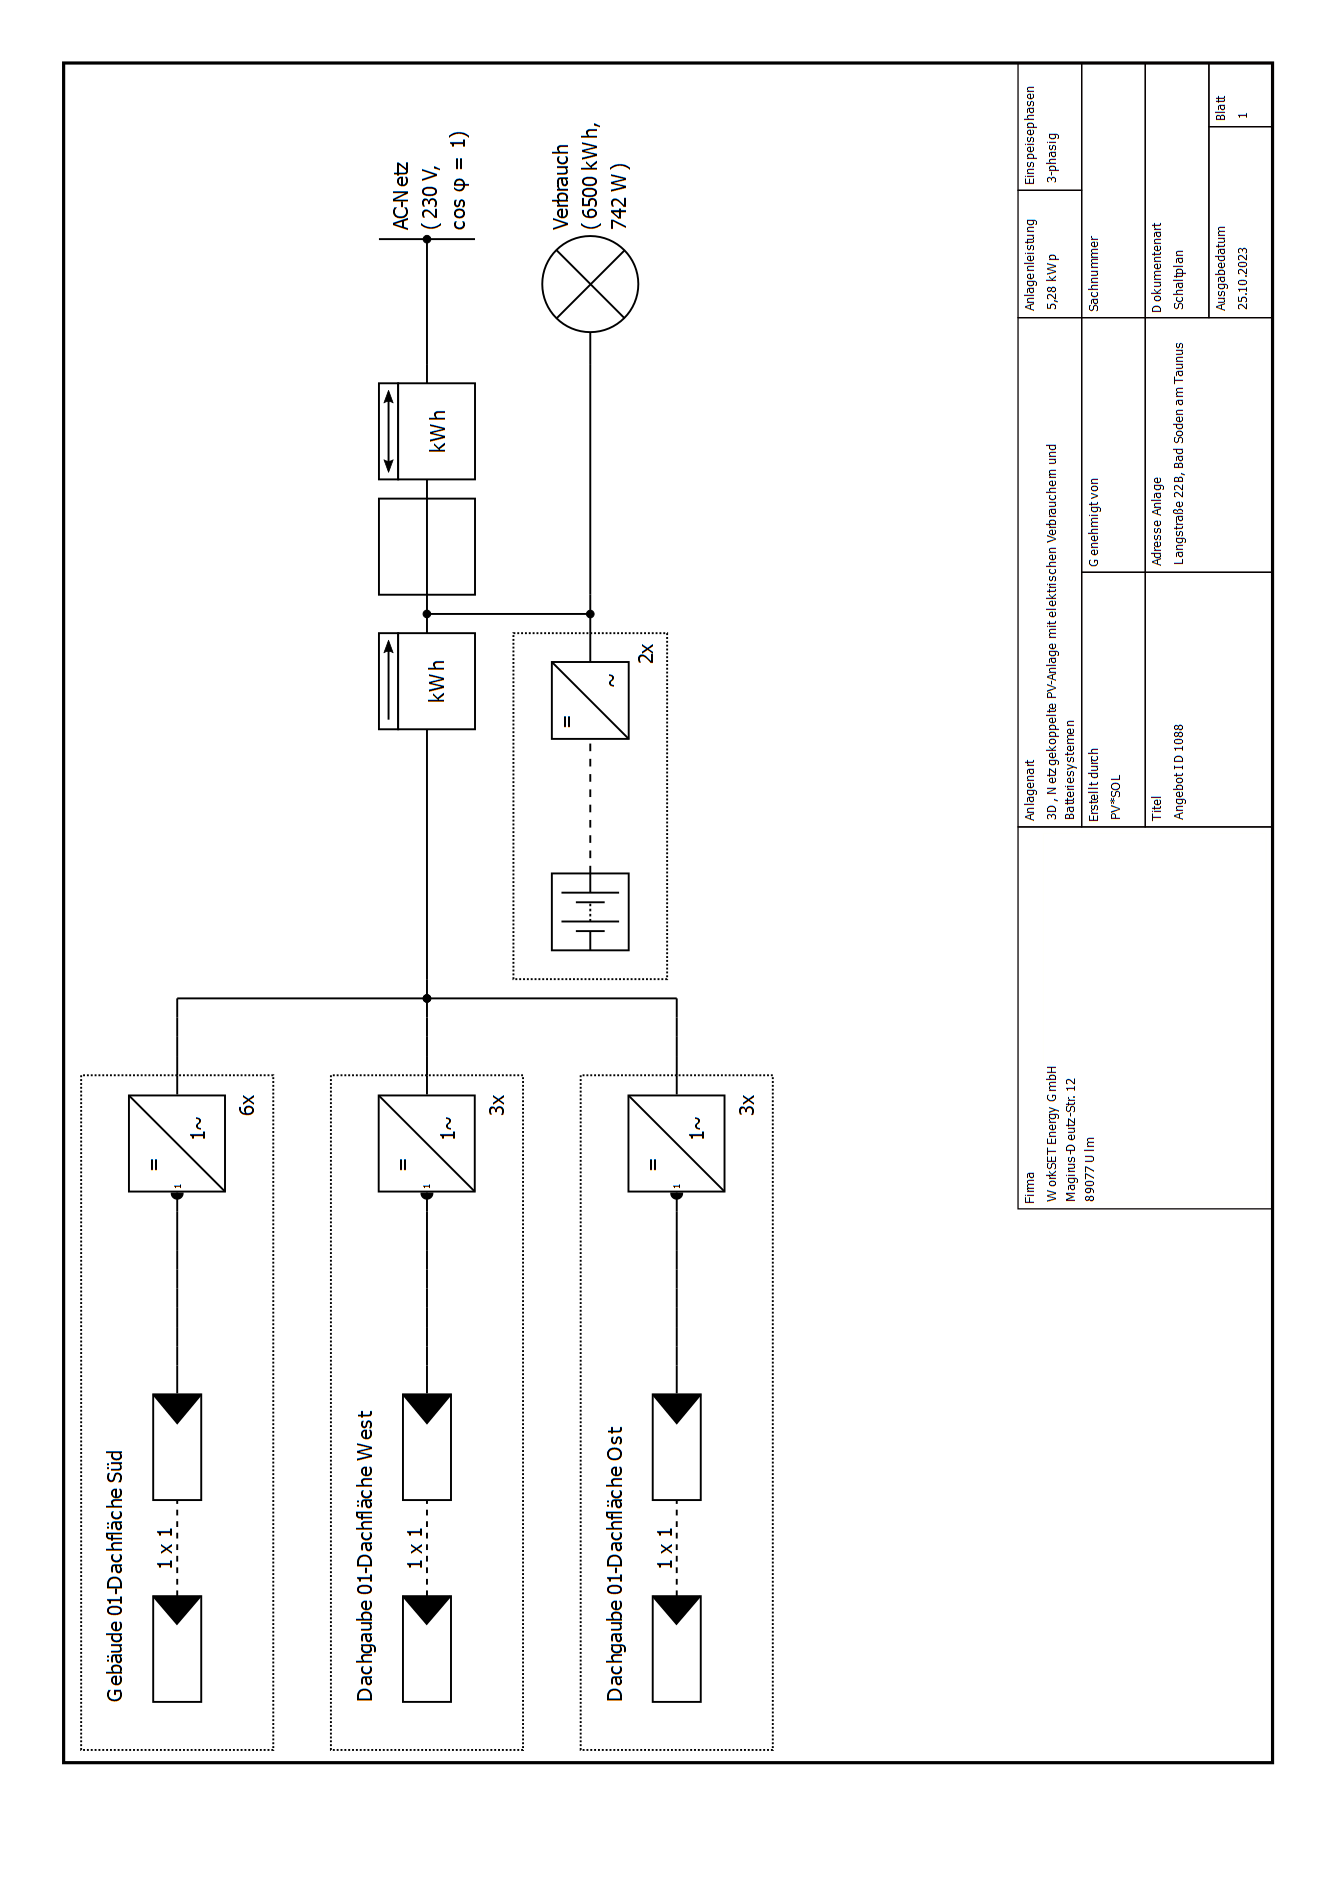 Gebäude 01-Dachfläche Süd
1 x 1
=
1~
1
6x
Dachgaube 01-Dachfläche West
1 x 1
=
1~
1
3x
Dachgaube 01-Dachfläche Ost
1 x 1
=
1~
1
3x
kWh
kWh
AC-Netz
(230 V,
cos φ = 1)
=
~
2x
Verbrauch
(6500 kWh,
742 W)
Firma
WorkSET Energy GmbH
Magirus-Deutz-Str. 12
89077 Ulm
Anlagenart
3D, Netzgekoppelte PV-Anlage mit elektrischen Verbrauchern und
Batteriesystemen
Anlagenleistung
5,28 kWp
Einspeisephasen
3-phasig
Erstellt durch
PV*SOL
Genehmigt von
Sachnummer
Titel
Angebot ID 1088
Adresse Anlage
Langstraße 22B, Bad Soden am Taunus
Dokumentenart
Schaltplan
Ausgabedatum
25.10.2023
Blatt
1